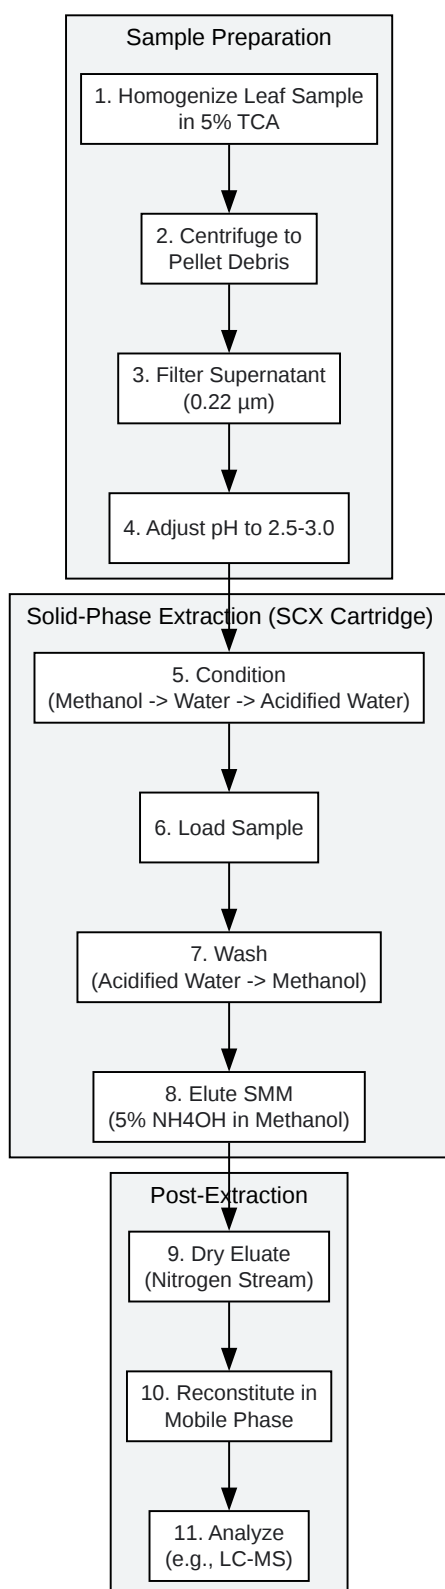 Sample Preparation
1. Homogenize Leaf Sample
in 5% TCA
2. Centrifuge to
Pellet Debris
3. Filter Supernatant
(0.22 µm)
4. Adjust pH to 2.5-3.0
Solid-Phase Extraction (SCX Cartridge)
5. Condition
(Methanol -> Water -> Acidified Water)
6. Load Sample
7. Wash
(Acidified Water -> Methanol)
8. Elute SMM
(5% NH4OH in Methanol)
Post-Extraction
9. Dry Eluate
(Nitrogen Stream)
10. Reconstitute in
Mobile Phase
11. Analyze
(e.g., LC-MS)